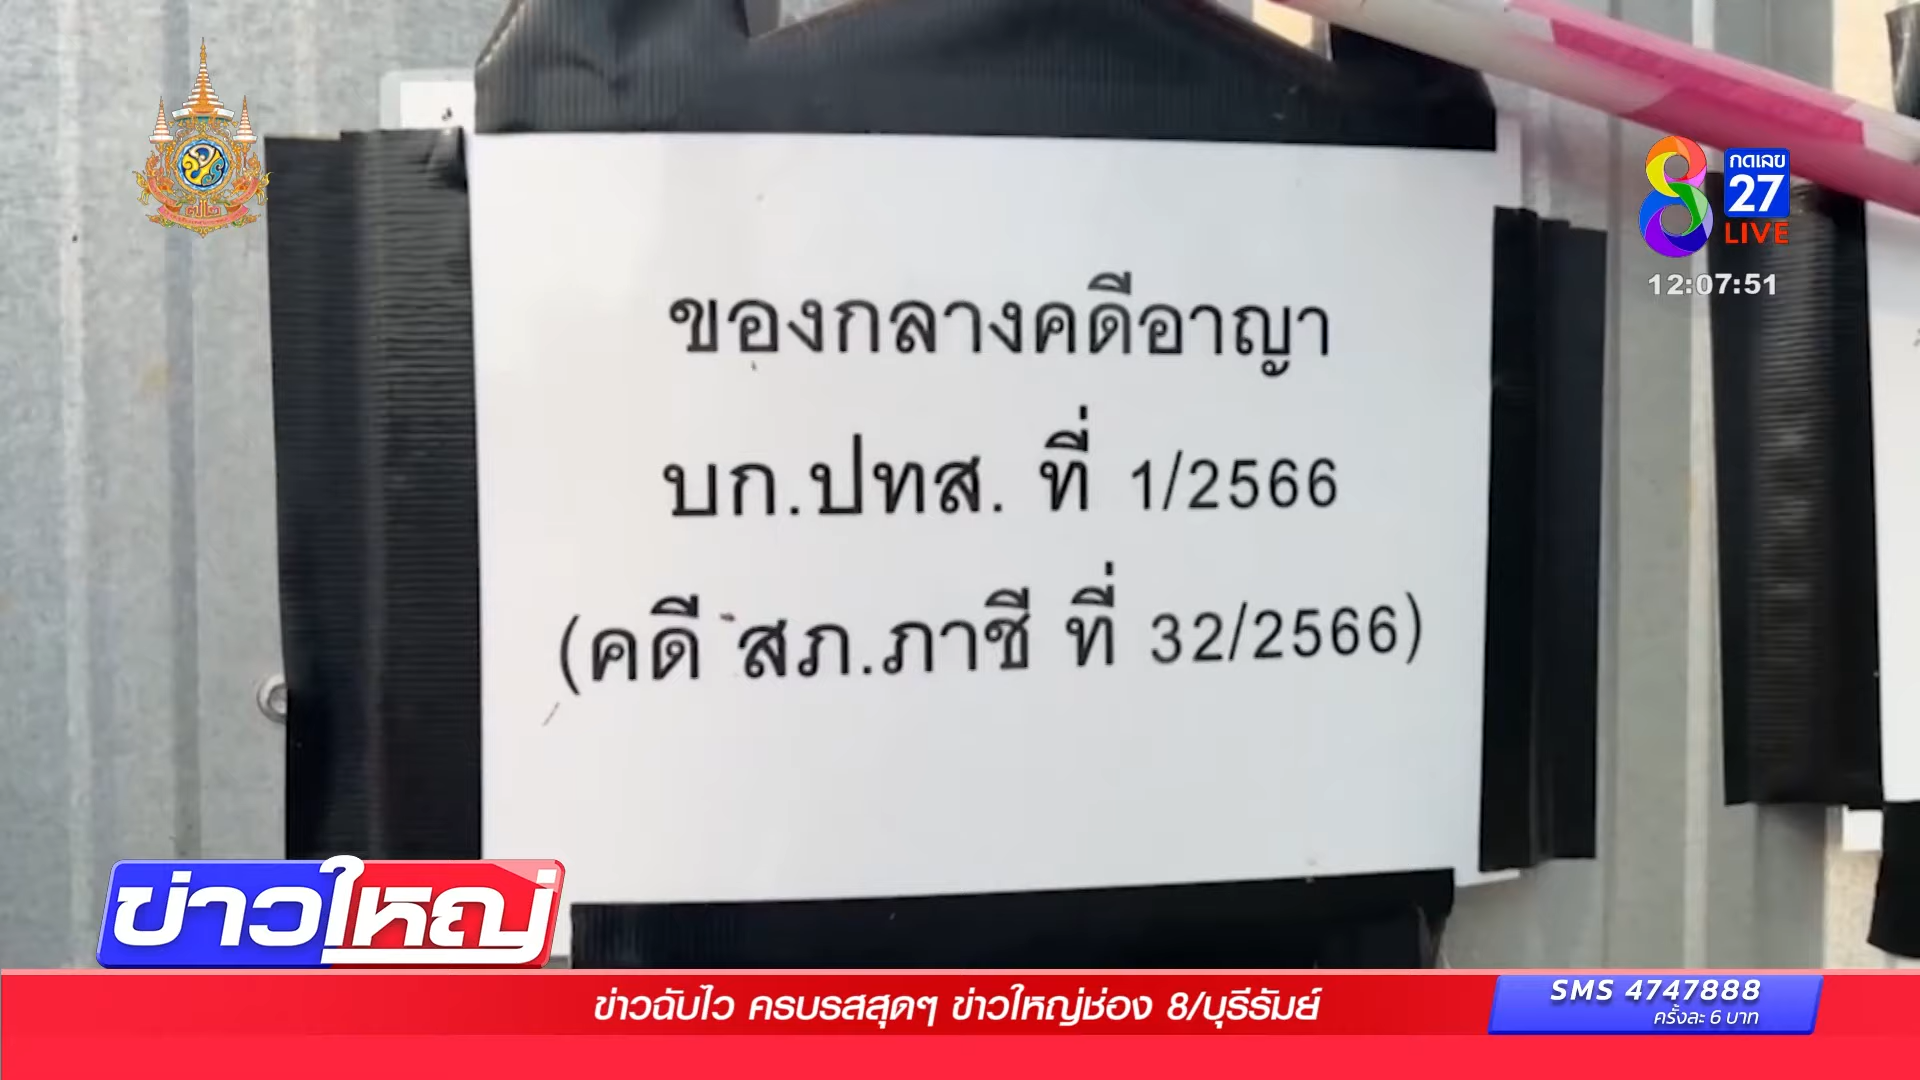 กดเลข
27
LIVE
12:07:51
ของกลางคดีอาญา
บก.ปทส. ที่ 1/2566
(คดี สภ.ภาชี ที่ 32/2566)
ข่าวใหญ่
ข่าวฉับไว ครบรสสุดๆ ข่าวใหญ่ช่อง 8/บุรีรัมย์
SMS 4747888
ครั้งละ 6 บาท